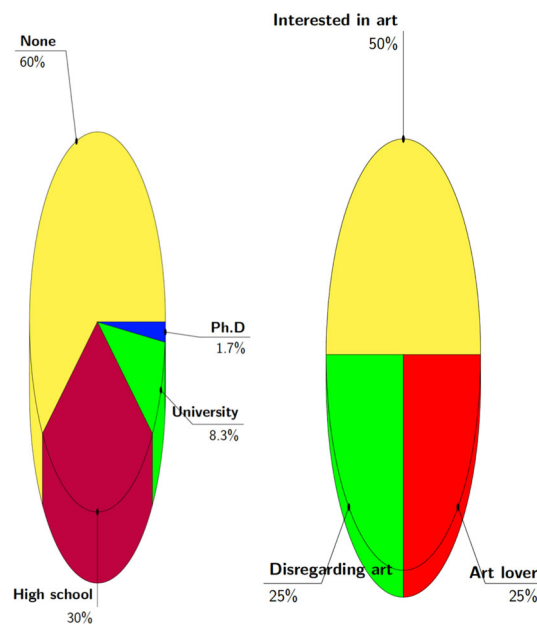 None
60%
Ph.D
1.7%
University
8.3%
High school
30%
Interested in art
50%
Disregarding art
25%
Art lover
25%